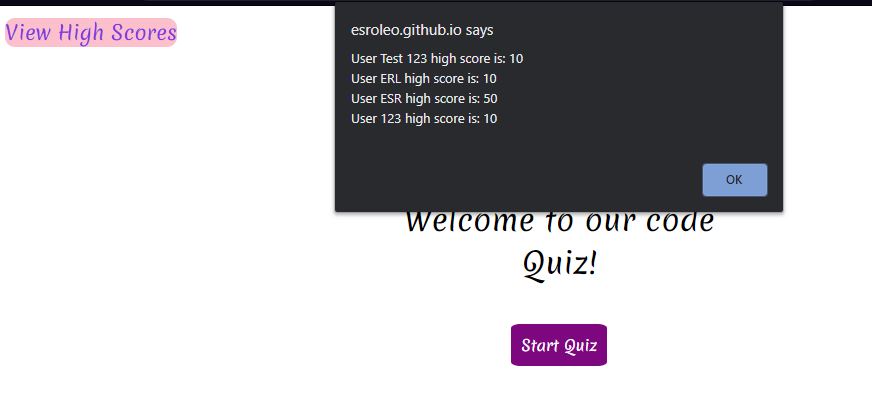 View High Scores
esroleo.github.io says
User Test 123 high score is: 10
User ERL high score is: 10
User ESR high score is: 50
User 123 high score is: 10
OK
Welcome to our code
Quiz!
Start Quiz